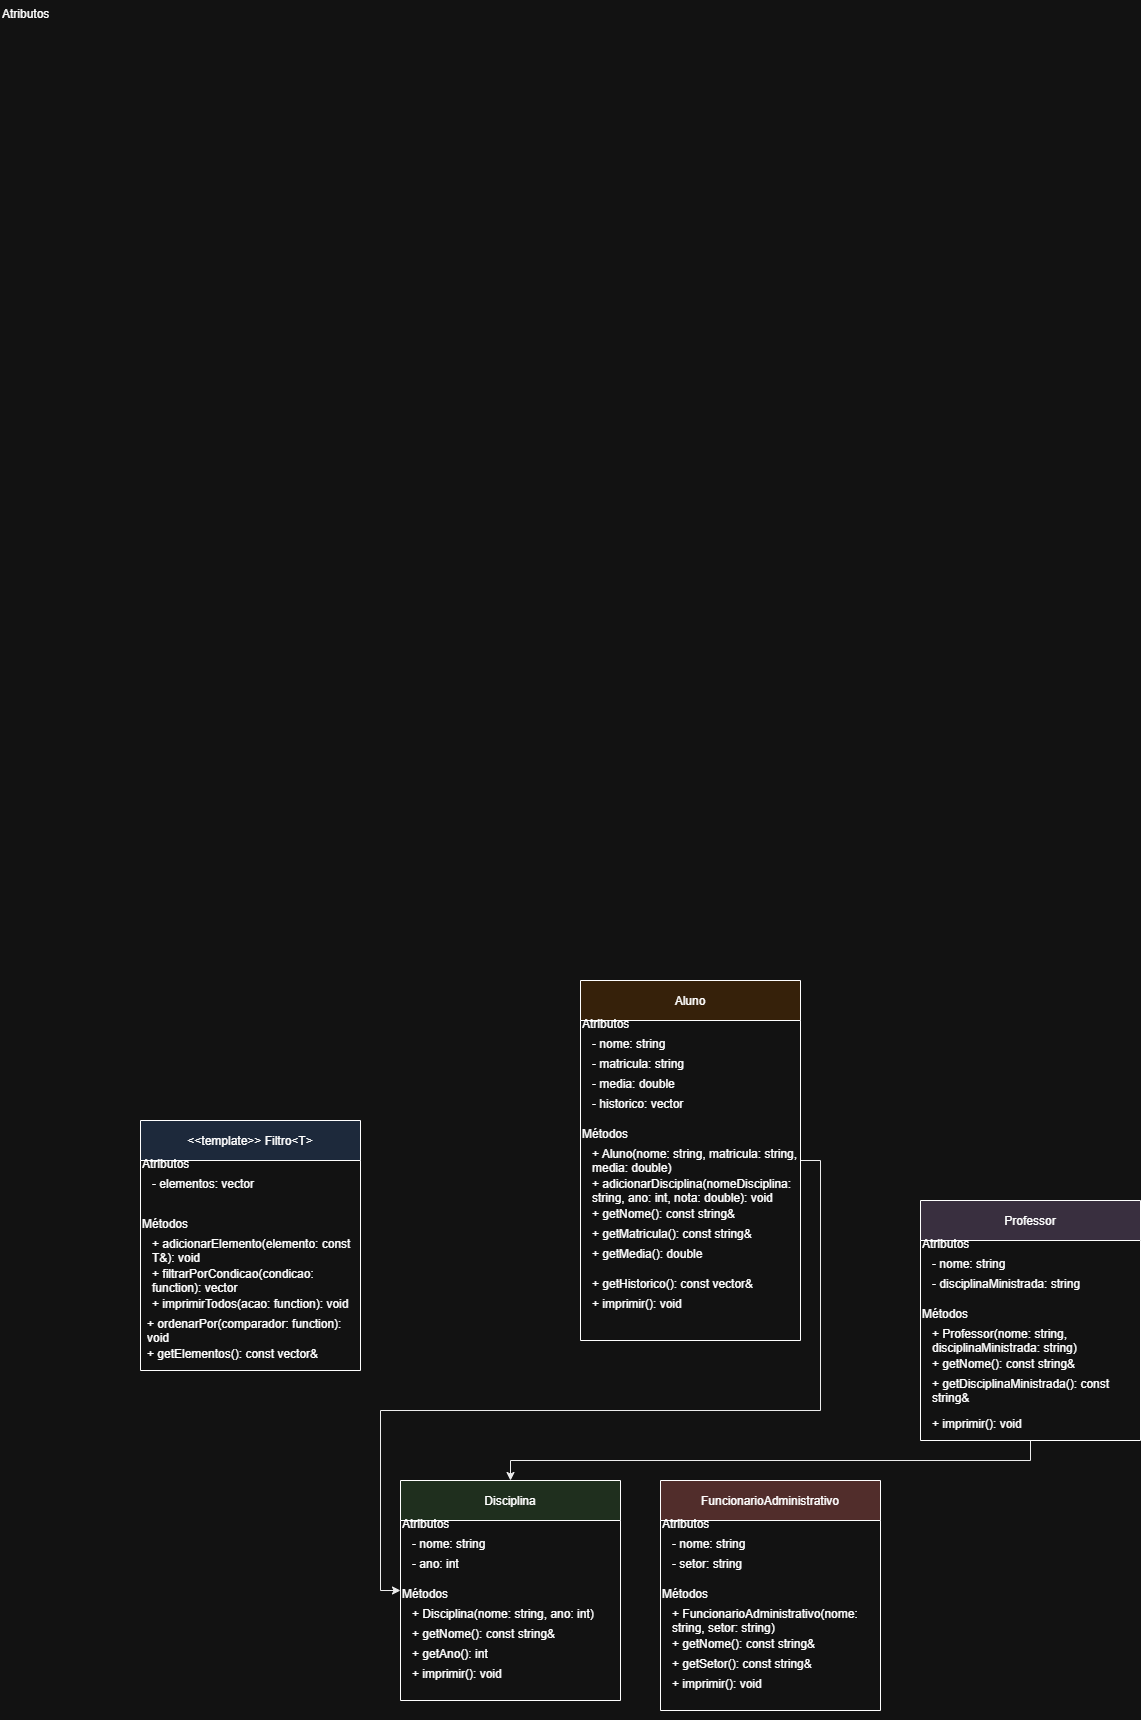 Atributos
Aluno
Atributos
- nome: string
- matricula: string
- media: double
- historico: vector
Métodos
+ Aluno(nome: string, matricula: string,
media: double)
+ adicionarDisciplina(nomeDisciplina:
string, ano: int, nota: double): void
+ getNome(): const string&
+ getMatricula(): const string&
+ getMedia(): double
+ getHistorico(): const vector&
+ imprimir(): void
<<template>> Filtro<T>
Atributos
- elementos: vector
Métodos
+ adicionarElemento(elemento: const
T&): void
+ filtrarPorCondicao(condicao:
function): vector
+ imprimirTodos(acao: function): void
+ ordenarPor(comparador: function):
void
+ getElementos(): const vector&
Professor
Atributos
- nome: string
- disciplinaMinistrada: string
Métodos
+ Professor(nome: string,
disciplinaMinistrada: string)
+ getNome(): const string&
+ getDisciplinaMinistrada(): const
string&
+ imprimir(): void
Disciplina
Atributos
- nome: string
- ano: int
Métodos
+ Disciplina(nome: string, ano: int)
+ getNome(): const string&
+ getAno(): int
+ imprimir(): void
FuncionarioAdministrativo
Atributos
- nome: string
- setor: string
Métodos
+ FuncionarioAdministrativo(nome:
string, setor: string)
+ getNome(): const string&
+ getSetor(): const string&
+ imprimir(): void